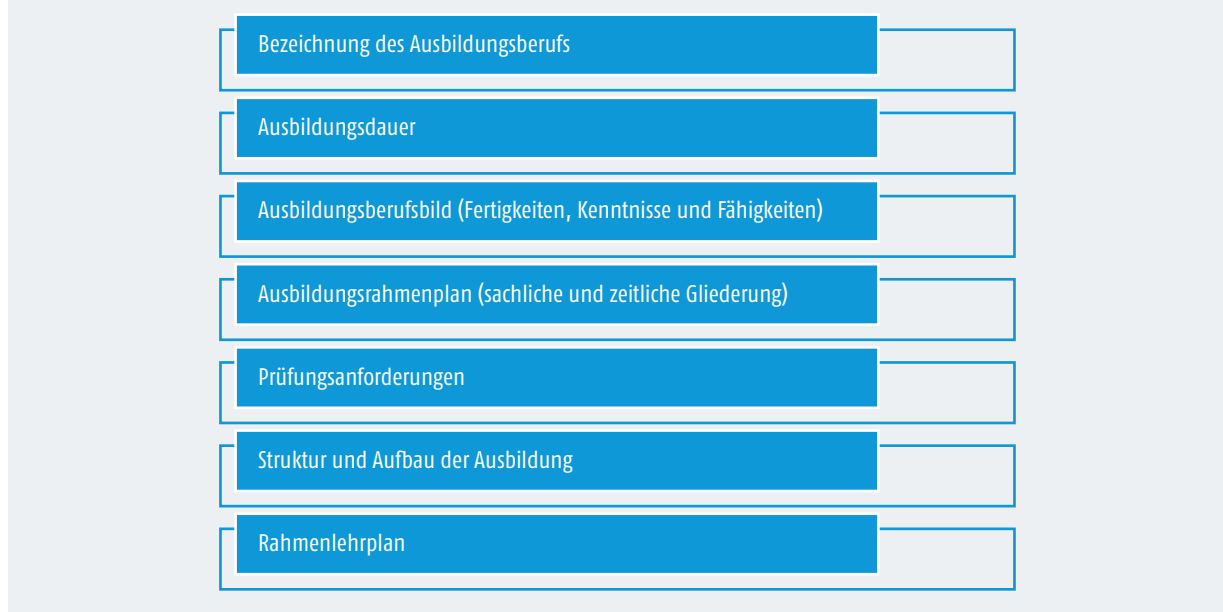 Bezeichnung des Ausbildungsberufs
Ausbildungsdauer
Ausbildungsberufsbild (Fertigkeiten, Kenntnisse und Fähigkeiten)
Ausbildungsrahmenplan (sachliche und zeitliche Gliederung)
Prüfungsanforderungen
Struktur und Aufbau der Ausbildung
Rahmenlehrplan